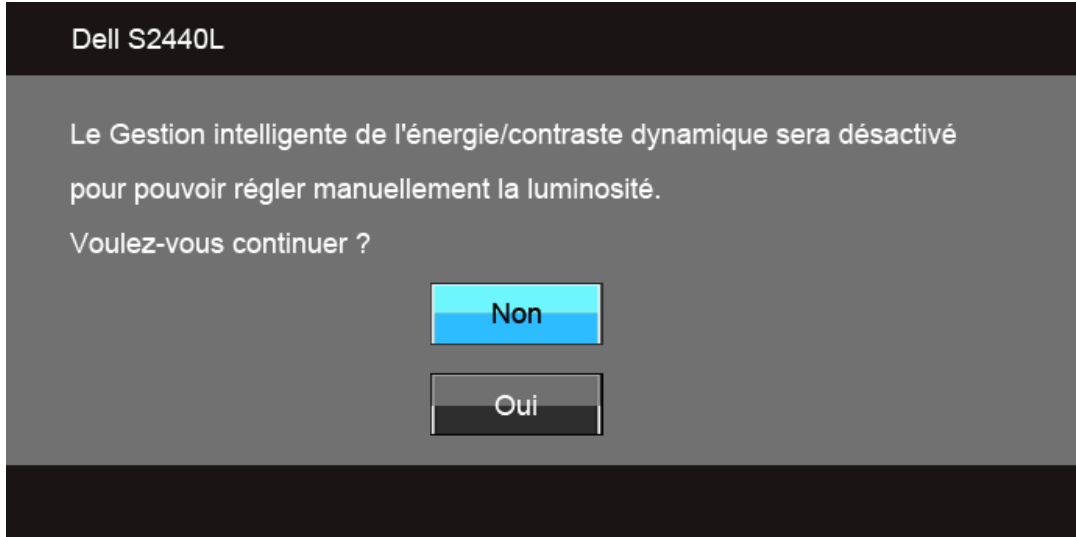 Dell S2440L
Le Gestion intelligente de l'énergie/contraste dynamique sera désactivé
pour pouvoir régler manuellement la luminosité.
Voulez-vous continuer ?
Non
Oui